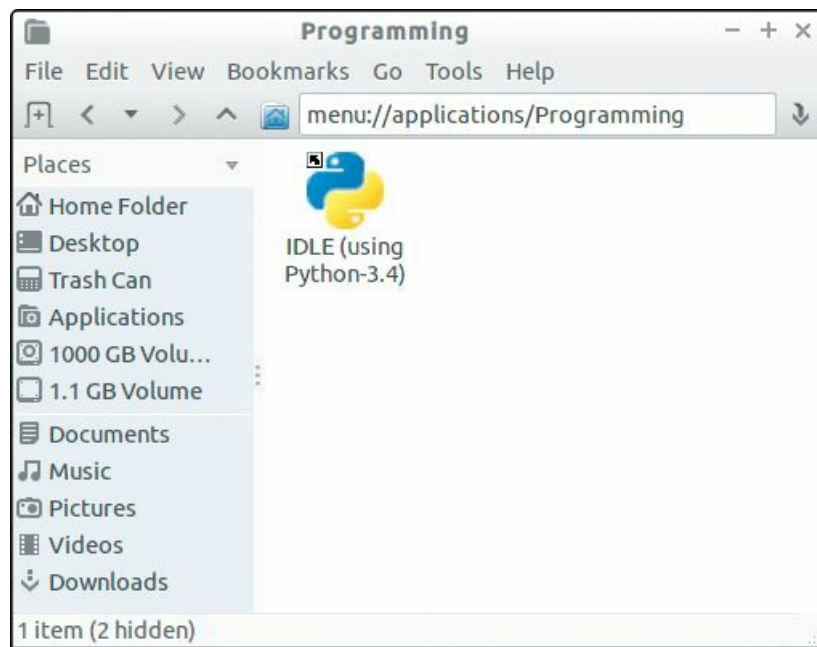 Programming
File Edit View Bookmarks Go Tools Help
menu://applications/Programming
Places
Home Folder
Desktop
Trash Can
Applications
1000 GB Volu...
1.1 GB Volume
Documents
Music
Pictures
Videos
Downloads
IDLE (using
Python-3.4)
1 item (2 hidden)